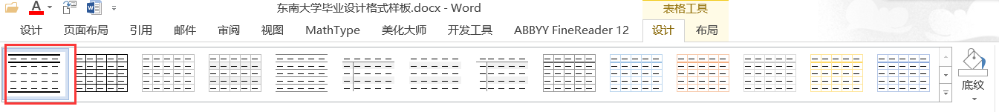 A 东南大学毕业设计格式样板.docx - Word 表格工具
设计 页面布局 引用 邮件 审阅 视图 MathType 美化大师 开发工具 ABBYY FineReader 12 设计 布局
底纹